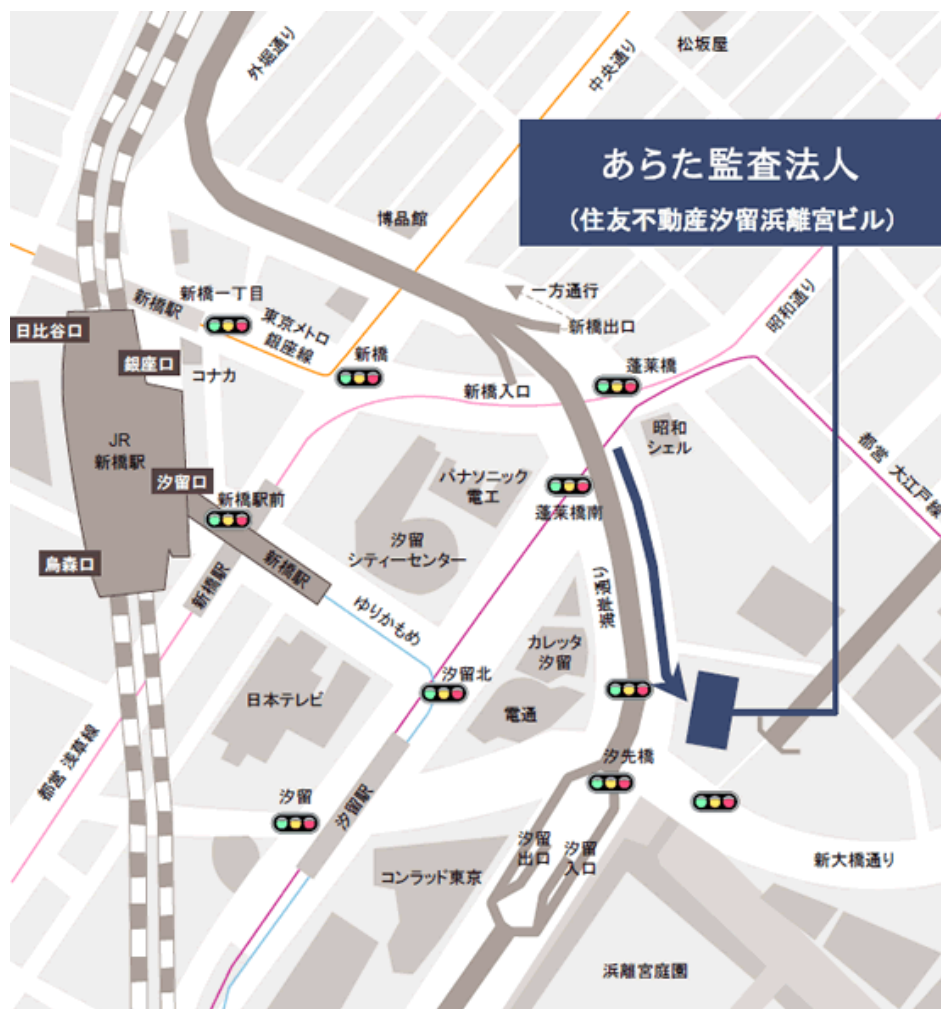 外堀通り
中央通り
松坂屋
あらた監査法人
(住友不動産汐留浜離宮ビル)
博品館
一方通行
新橋出口
昭和通り
新橋一丁目
新橋駅
東京メトロ
銀座線
日比谷口
銀座口
コナカ
新橋
新橋入口
蓬莱橋
昭和
シェル
都営 大江戸線
JR
新橋駅
汐留口
新橋駅前
パナソニック
電工
蓬莱橋南
汐留
シティーセンター
烏森口
新橋駅
新橋駅
ゆりかもめ
海岸通り
カレッタ
汐留
汐留北
日本テレビ
電通
都営 浅草線
汐先橋
汐留
汐留駅
汐留
出口
汐留
入口
新大橋通り
コンラッド東京
浜離宮庭園